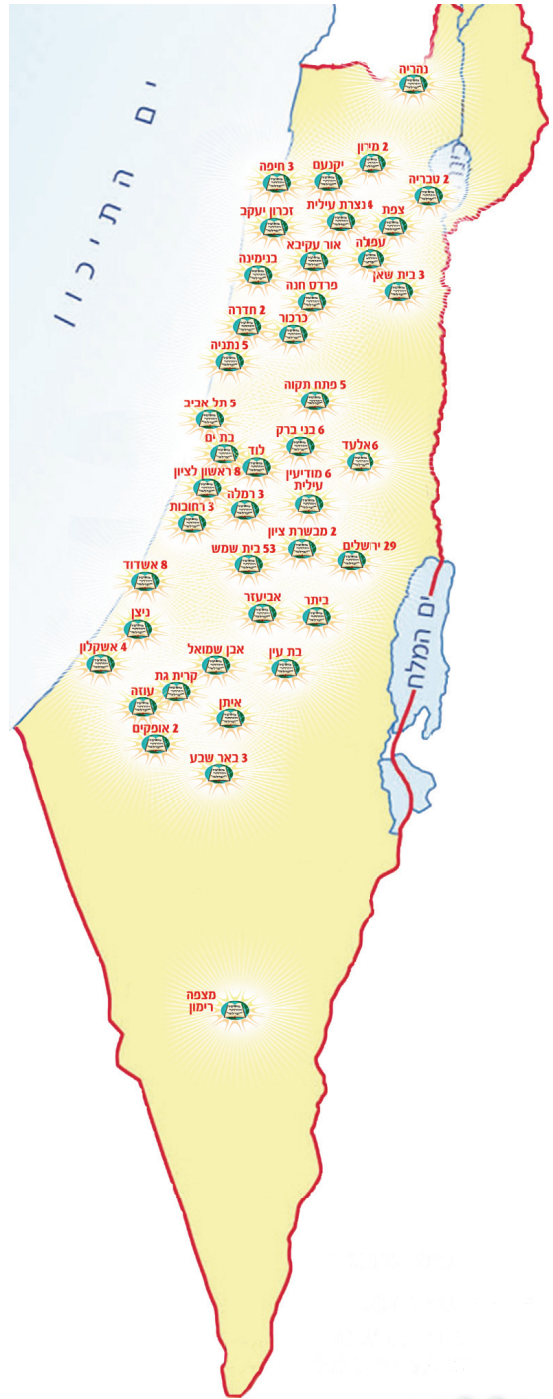 ים התיכון
נהריה
2 מירון
יקנעם
3 חיפה
2 טבריה
4 נצרת עילית
צפת
זכרון יעקב
עפולה
אור עקיבא
בנימינה
3 בית שאן
פרדס חנה
2 חדרה
כרכור
5 נתניה
5 פתח תקוה
5 תל אביב
6 בני ברק
בת ים
לוד
6 אלעד
8 ראשון לציון
6 מודיעין
עילית
3 רמלה
3 רחובות
2 מבשרת ציון
29 ירושלים
53 בית שמש
8 אשדוד
ים המלח
אביעזר
ביתר
ניצן
4 אשקלון
אבן שמואל
בת עין
קרית גת
עוזה
איתן
2 אופקים
3 באר שבע
מצפה
רימון